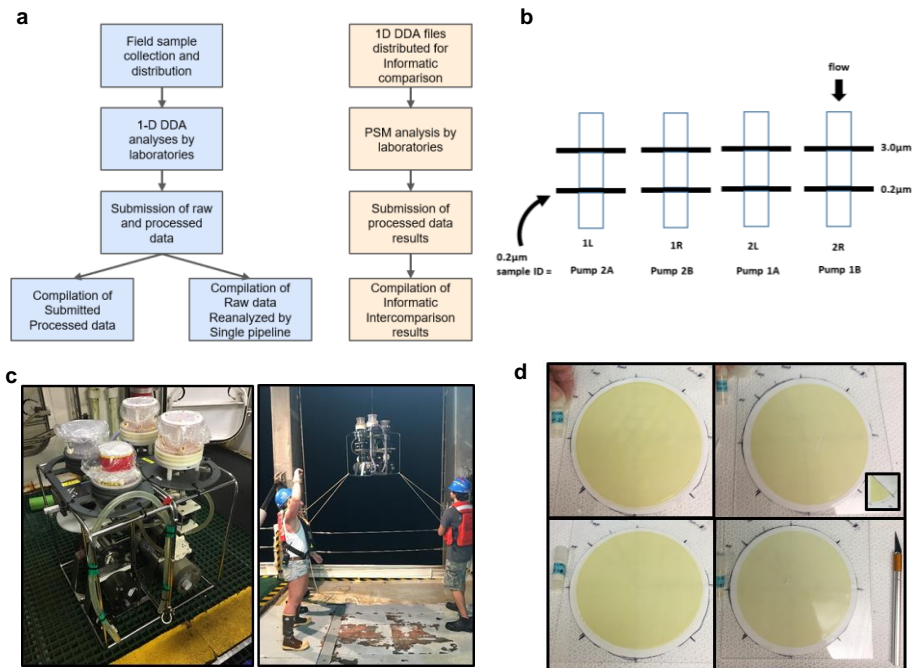 a
Field sample
collection and
distribution
1-D DDA
analyses by
laboratories
Submission of raw
and processed
data
Compilation of
Submitted
Processed data
Compilation of
Raw data
Reanalyzed by
Single pipeline
1D DDA files
distributed for
Informatic
comparison
PSM analysis by
laboratories
Submission of
processed data
results
Compilation of
Informatic
Intercomparison
results
b
flow
3.0μm
0.2μm
1L 1R 2L 2R
0.2μm
sample ID = Pump 2A Pump 2B Pump 1A Pump 1B
c
d